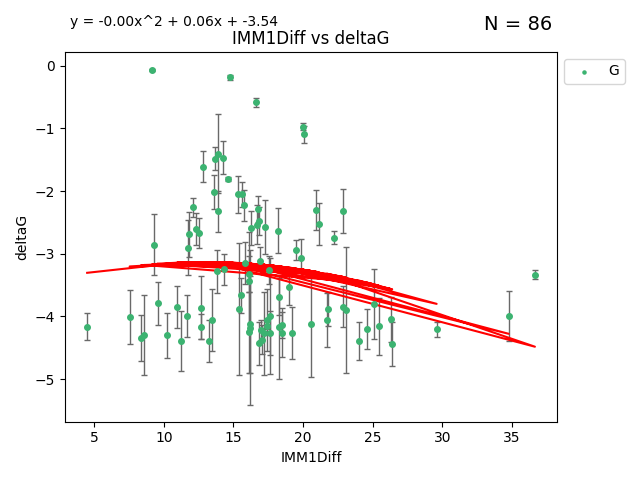 y = -0.00x^2 + 0.06x + -3.54
N = 86
IMM1Diff vs deltaG
G
deltaG
0
−1
−2
−3
−4
−5
5 10 15 20 25 30 35
IMM1Diff